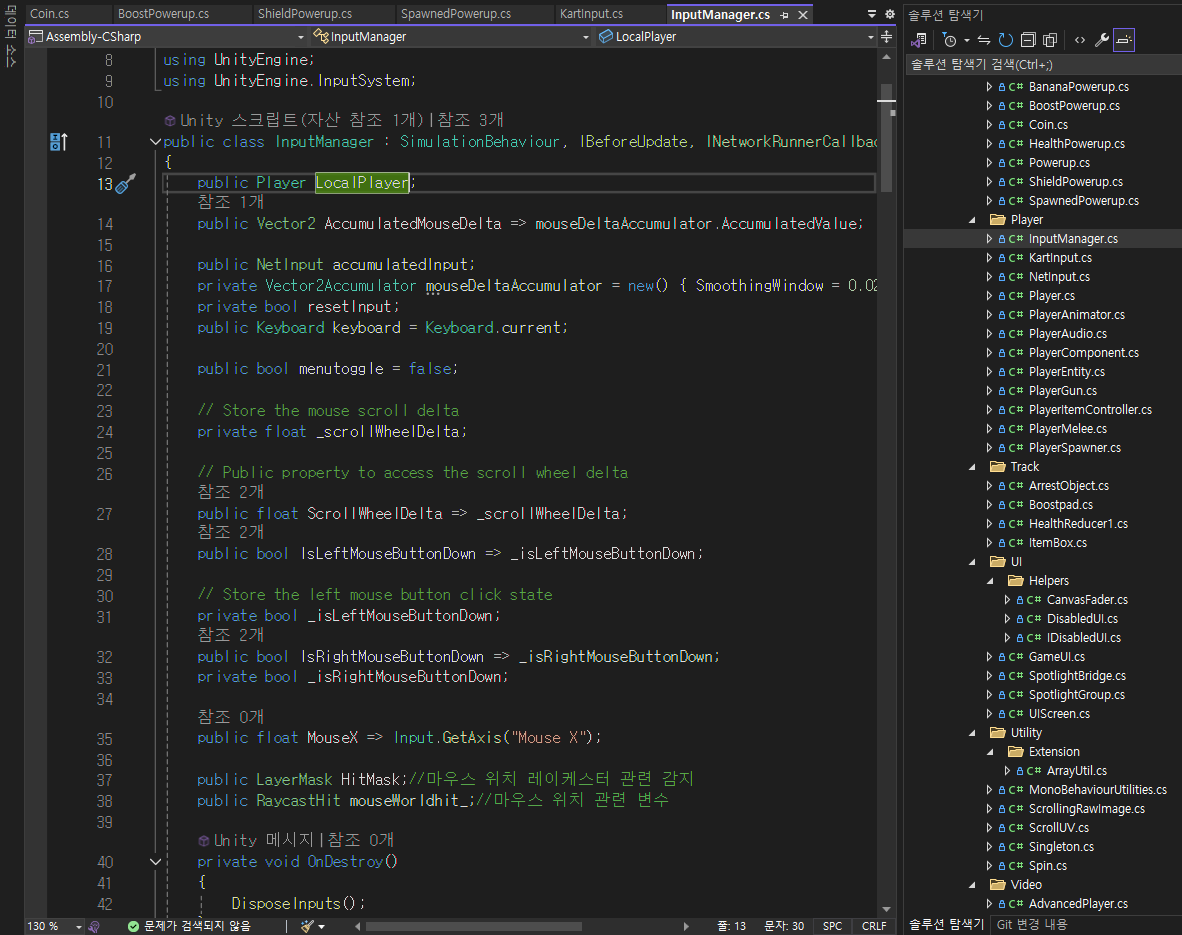 Coin.cs
BoostPowerup.cs
ShieldPowerup.cs
SpawnedPowerup.cs
KartInput.cs
InputManager.cs
Assembly-CSharp
InputManager
LocalPlayer
8 using UnityEngine;
9 using UnityEngine.InputSystem;
10
Unity 스크립트(자산 참조 1개)|참조 3개
11 public class InputManager : SimulationBehaviour, IBeforeUpdate, INetworkRunnerCallbac
12 {
13 public Player LocalPlayer;
참조 1개
14 public Vector2 AccumulatedMouseDelta => mouseDeltaAccumulator.AccumulatedValue;
15
16 public NetInput accumulatedInput;
17 private Vector2Accumulator mouseDeltaAccumulator = new() { SmoothingWindow = 0.02
18 private bool resetInput;
19 public Keyboard keyboard = Keyboard.current;
20
21 public bool menutoggle = false;
22
23 // Store the mouse scroll delta
24 private float _scrollWheelDelta;
25
26 // Public property to access the scroll wheel delta
참조 2개
27 public float ScrollWheelDelta => _scrollWheelDelta;
참조 2개
28 public bool IsLeftMouseButtonDown => _isLeftMouseButtonDown;
29
30 // Store the left mouse button click state
31 private bool _isLeftMouseButtonDown;
참조 2개
32 public bool IsRightMouseButtonDown => _isRightMouseButtonDown;
33 private bool _isRightMouseButtonDown;
34
참조 0개
35 public float MouseX => Input.GetAxis("Mouse X");
36
37 public LayerMask HitMask;//마우스 위치 레이케스터 관련 감지
38 public RaycastHit mouseWorldhit_;//마우스 위치 관련 변수
39
Unity 메시지|참조 0개
40 private void OnDestroy()
41 {
42 DisposeInputs();
130 %
문제가 검색되지 않음
줄: 13
문자: 30
SPC
CRLF
솔루션 탐색기
솔루션 탐색기 검색(Ctrl+;)
C# BananaPowerup.cs
C# BoostPowerup.cs
C# Coin.cs
C# HealthPowerup.cs
C# Powerup.cs
C# ShieldPowerup.cs
C# SpawnedPowerup.cs
Player
C# InputManager.cs
C# KartInput.cs
C# NetInput.cs
C# Player.cs
C# PlayerAnimator.cs
C# PlayerAudio.cs
C# PlayerComponent.cs
C# PlayerEntity.cs
C# PlayerGun.cs
C# PlayerItemController.cs
C# PlayerMelee.cs
C# PlayerSpawner.cs
Track
C# ArrestObject.cs
C# Boostpad.cs
C# HealthReducer1.cs
C# ItemBox.cs
UI
Helpers
C# CanvasFader.cs
C# DisabledUI.cs
C# IDisabledUI.cs
C# GameUI.cs
C# SpotlightBridge.cs
C# SpotlightGroup.cs
C# UIScreen.cs
Utility
Extension
C# ArrayUtil.cs
C# MonoBehaviourUtilities.cs
C# ScrollingRawImage.cs
C# ScrollUV.cs
C# Singleton.cs
C# Spin.cs
Video
C# AdvancedPlayer.cs
솔루션 탐색기
Git 변경 내용